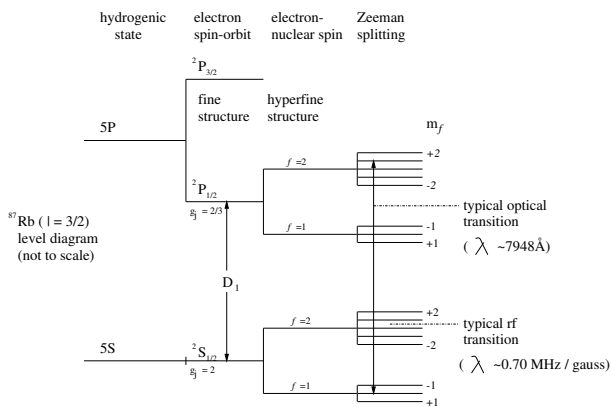 hydrogenic state
electron spin-orbit
electron-nuclear spin
Zeeman splitting
²P₃/₂
fine structure
hyperfine structure
m_f
5P
f =2
+2
-2
²P₁/₂
g_j = 2/3
f =1
-1
+1
typical optical transition
( λ ~7948Å)
⁸⁷Rb ( I = 3/2)
level diagram
(not to scale)
D₁
5S
²S₁/₂
g_j = 2
f =2
+2
-2
typical rf transition
( λ ~0.70 MHz / gauss)
f =1
-1
+1